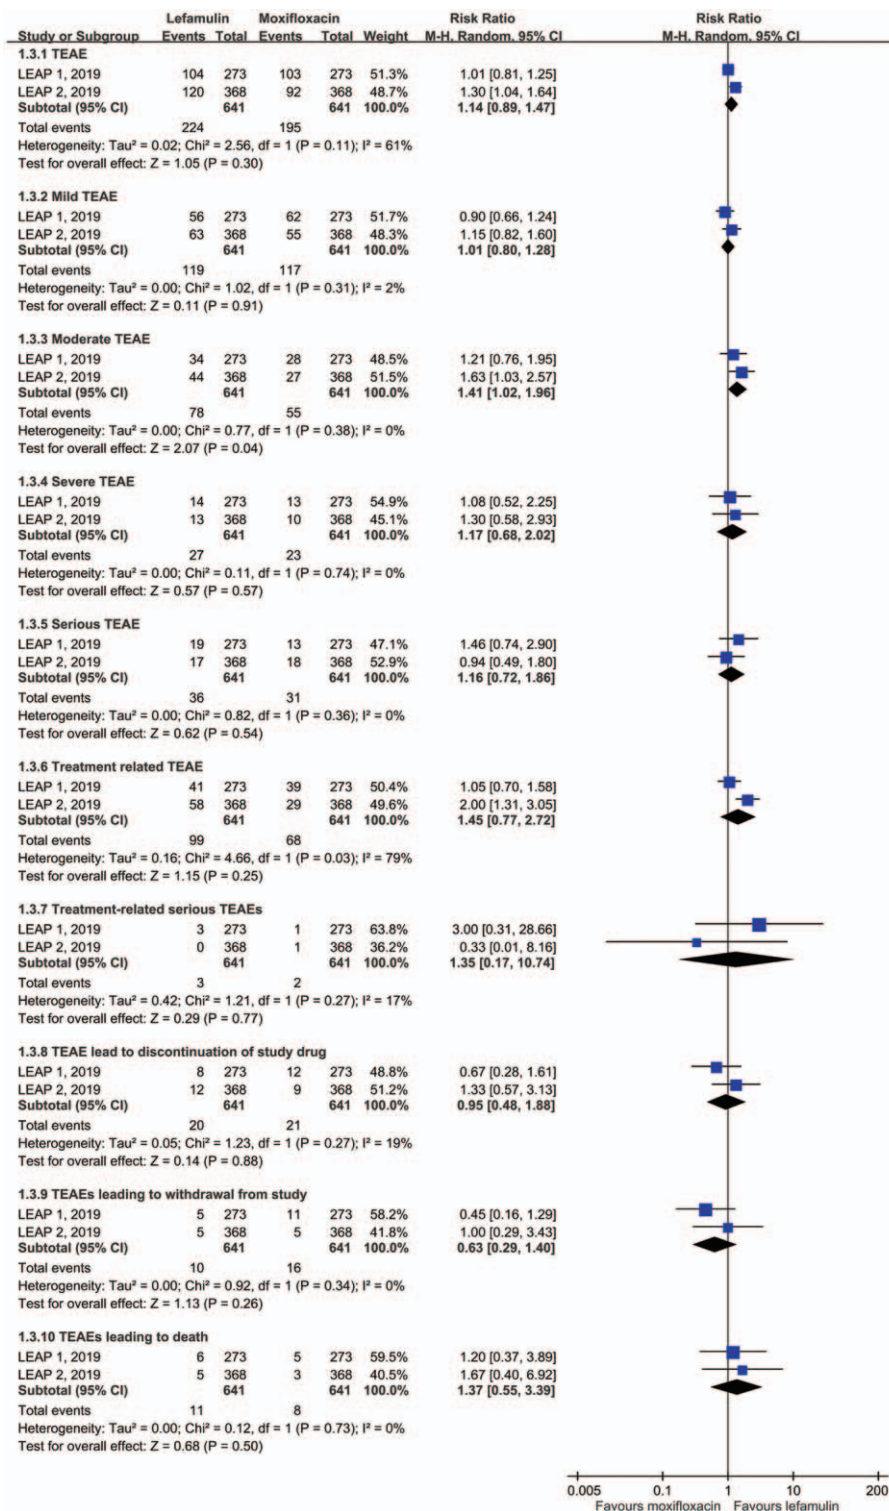 Lefamulin Moxifloxacin Risk Ratio Risk Ratio
Study or Subgroup Events Total Events Total Weight M-H. Random. 95% CI M-H. Random. 95% CI
1.3.1 TEAE
LEAP 1, 2019 104 273 103 273 51.3% 1.01 [0.81, 1.25]
LEAP 2, 2019 120 368 92 368 48.7% 1.30 [1.04, 1.64]
Subtotal (95% CI) 641 641 100.0% 1.14 [0.89, 1.47]
Total events 224 195
Heterogeneity: Tau² = 0.02; Chi² = 2.56, df = 1 (P = 0.11); I² = 61%
Test for overall effect: Z = 1.05 (P = 0.30)
1.3.2 Mild TEAE
LEAP 1, 2019 56 273 62 273 51.7% 0.90 [0.66, 1.24]
LEAP 2, 2019 63 368 55 368 48.3% 1.15 [0.82, 1.60]
Subtotal (95% CI) 641 641 100.0% 1.01 [0.80, 1.28]
Total events 119 117
Heterogeneity: Tau² = 0.00; Chi² = 1.02, df = 1 (P = 0.31); I² = 2%
Test for overall effect: Z = 0.11 (P = 0.91)
1.3.3 Moderate TEAE
LEAP 1, 2019 34 273 28 273 48.5% 1.21 [0.76, 1.95]
LEAP 2, 2019 44 368 27 368 51.5% 1.63 [1.03, 2.57]
Subtotal (95% CI) 641 641 100.0% 1.41 [1.02, 1.96]
Total events 78 55
Heterogeneity: Tau² = 0.00; Chi² = 0.77, df = 1 (P = 0.38); I² = 0%
Test for overall effect: Z = 2.07 (P = 0.04)
1.3.4 Severe TEAE
LEAP 1, 2019 14 273 13 273 54.9% 1.08 [0.52, 2.25]
LEAP 2, 2019 13 368 10 368 45.1% 1.30 [0.58, 2.93]
Subtotal (95% CI) 641 641 100.0% 1.17 [0.68, 2.02]
Total events 27 23
Heterogeneity: Tau² = 0.00; Chi² = 0.11, df = 1 (P = 0.74); I² = 0%
Test for overall effect: Z = 0.57 (P = 0.57)
1.3.5 Serious TEAE
LEAP 1, 2019 19 273 13 273 47.1% 1.46 [0.74, 2.90]
LEAP 2, 2019 17 368 18 368 52.9% 0.94 [0.49, 1.80]
Subtotal (95% CI) 641 641 100.0% 1.16 [0.72, 1.86]
Total events 36 31
Heterogeneity: Tau² = 0.00; Chi² = 0.82, df = 1 (P = 0.36); I² = 0%
Test for overall effect: Z = 0.62 (P = 0.54)
1.3.6 Treatment related TEAE
LEAP 1, 2019 41 273 39 273 50.4% 1.05 [0.70, 1.58]
LEAP 2, 2019 58 368 29 368 49.6% 2.00 [1.31, 3.05]
Subtotal (95% CI) 641 641 100.0% 1.45 [0.77, 2.72]
Total events 99 68
Heterogeneity: Tau² = 0.16; Chi² = 4.66, df = 1 (P = 0.03); I² = 79%
Test for overall effect: Z = 1.15 (P = 0.25)
1.3.7 Treatment-related serious TEAEs
LEAP 1, 2019 3 273 1 273 63.8% 3.00 [0.31, 28.66]
LEAP 2, 2019 0 368 1 368 36.2% 0.33 [0.01, 8.16]
Subtotal (95% CI) 641 641 100.0% 1.35 [0.17, 10.74]
Total events 3 2
Heterogeneity: Tau² = 0.42; Chi² = 1.21, df = 1 (P = 0.27); I² = 17%
Test for overall effect: Z = 0.29 (P = 0.77)
1.3.8 TEAE lead to discontinuation of study drug
LEAP 1, 2019 8 273 12 273 48.8% 0.67 [0.28, 1.61]
LEAP 2, 2019 12 368 9 368 51.2% 1.33 [0.57, 3.13]
Subtotal (95% CI) 641 641 100.0% 0.95 [0.48, 1.88]
Total events 20 21
Heterogeneity: Tau² = 0.05; Chi² = 1.23, df = 1 (P = 0.27); I² = 19%
Test for overall effect: Z = 0.14 (P = 0.88)
1.3.9 TEAEs leading to withdrawal from study
LEAP 1, 2019 5 273 11 273 58.2% 0.45 [0.16, 1.29]
LEAP 2, 2019 5 368 5 368 41.8% 1.00 [0.29, 3.43]
Subtotal (95% CI) 641 641 100.0% 0.63 [0.29, 1.40]
Total events 10 16
Heterogeneity: Tau² = 0.00; Chi² = 0.92, df = 1 (P = 0.34); I² = 0%
Test for overall effect: Z = 1.13 (P = 0.26)
1.3.10 TEAEs leading to death
LEAP 1, 2019 6 273 5 273 59.5% 1.20 [0.37, 3.89]
LEAP 2, 2019 5 368 3 368 40.5% 1.67 [0.40, 6.92]
Subtotal (95% CI) 641 641 100.0% 1.37 [0.55, 3.39]
Total events 11 8
Heterogeneity: Tau² = 0.00; Chi² = 0.12, df = 1 (P = 0.73); I² = 0%
Test for overall effect: Z = 0.68 (P = 0.50)
0.005 0.1 1 10 200
Favours moxifloxacin Favours lefamulin